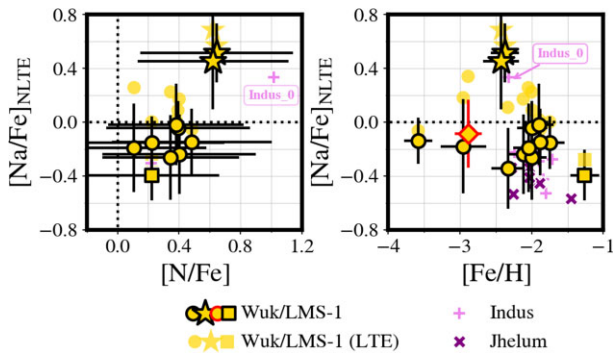 [Na/Fe]NLTE
0.8
0.4
0.0
−0.4
−0.8
Indus_0
0.0 0.4 0.8 1.2
[N/Fe]
[Na/Fe]NLTE
0.8
0.4
0.0
−0.4
−0.8
Indus_0
−4 −3 −2 −1
[Fe/H]
Wuk/LMS-1
Indus
Wuk/LMS-1 (LTE)
Jhelum